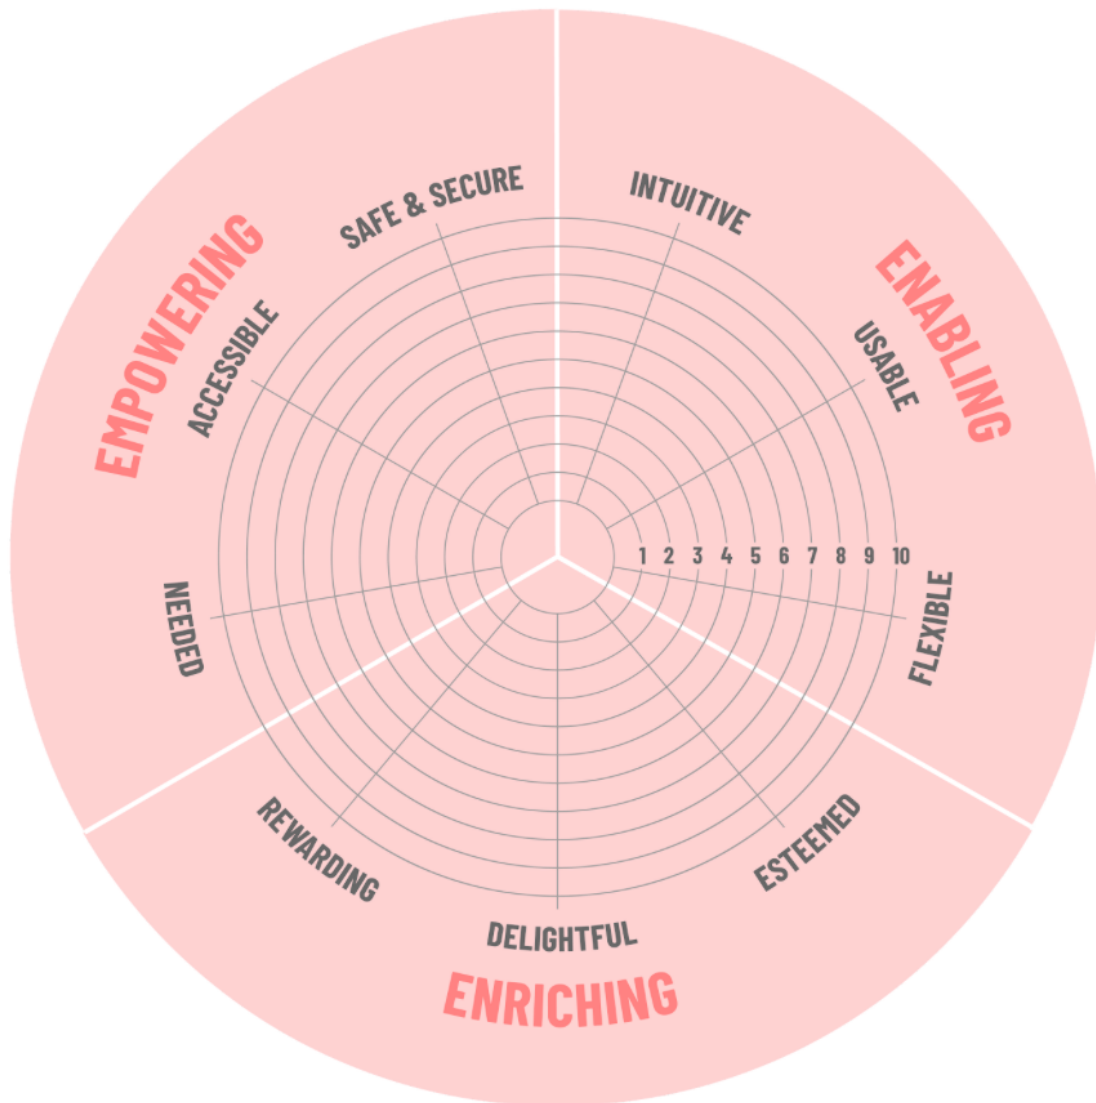 SAFE & SECURE
INTUITIVE
EMPOWERING
ENABLING
ACCESSIBLE
USABLE
1 2 3 4 5 6 7 8 9 10
NEEDED
FLEXIBLE
REWARDING
ESTEEMED
DELIGHTFUL
ENRICHING